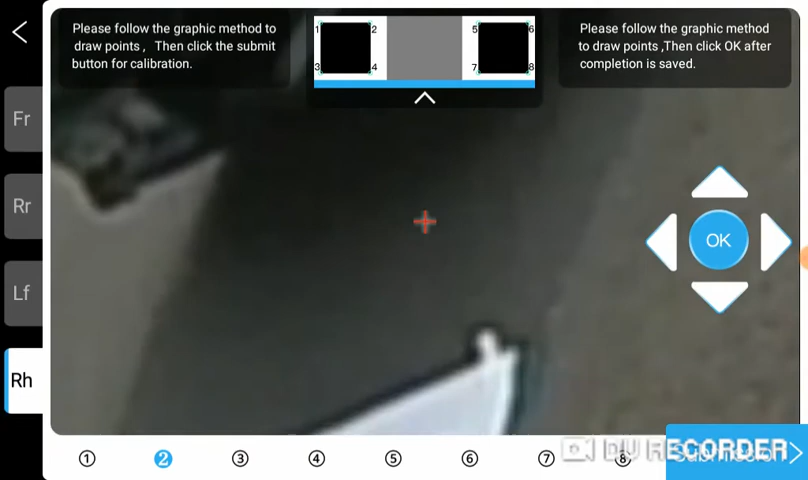 Please follow the graphic method to
draw points , Then click the submit
button for calibration.
1 2 5 6
3 4 7 8
Please follow the graphic method
to draw points ,Then click OK after
completion is saved.
Fr
Rr
Lf
Rh
OK
① ② ③ ④ ⑤ ⑥ ⑦ ⑧
DU RECORDER
Submission